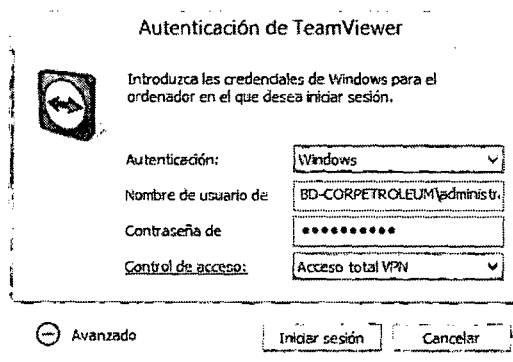 Autenticación de TeamViewer
Introduzca las credenciales de Windows para el
ordenador en el que desea iniciar sesión.
Autenticación: Windows
Nombre de usuario de BD-CORPETROLEUM\administr.
Contraseña de ••••••••••
Control de acceso: Acceso total VPN
Avanzado Iniciar sesión Cancelar